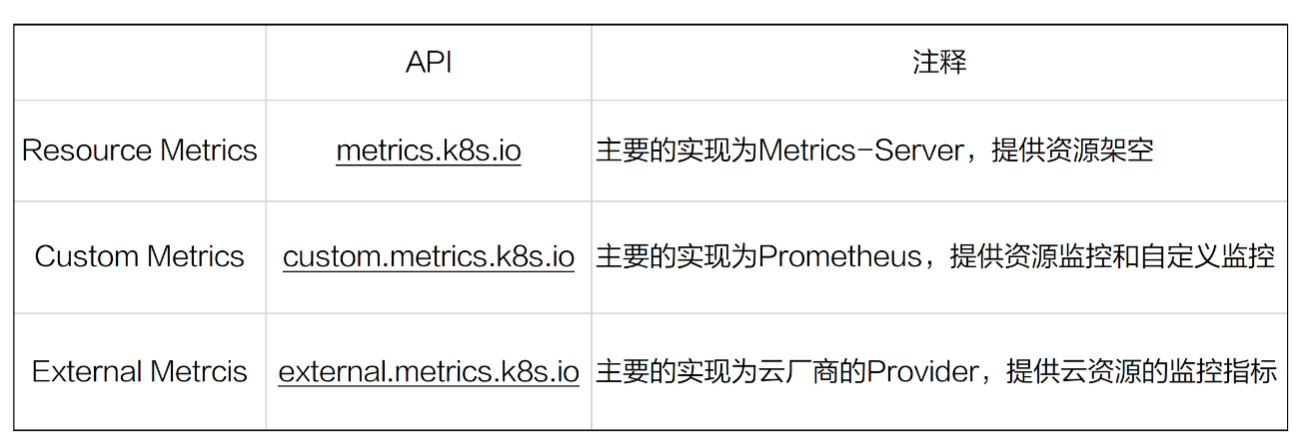 API 注释
Resource Metrics metrics.k8s.io 主要的实现为Metrics-Server，提供资源架空
Custom Metrics custom.metrics.k8s.io 主要的实现为Prometheus，提供资源监控和自定义监控
External Metrcis external.metrics.k8s.io 主要的实现为云厂商的Provider，提供云资源的监控指标